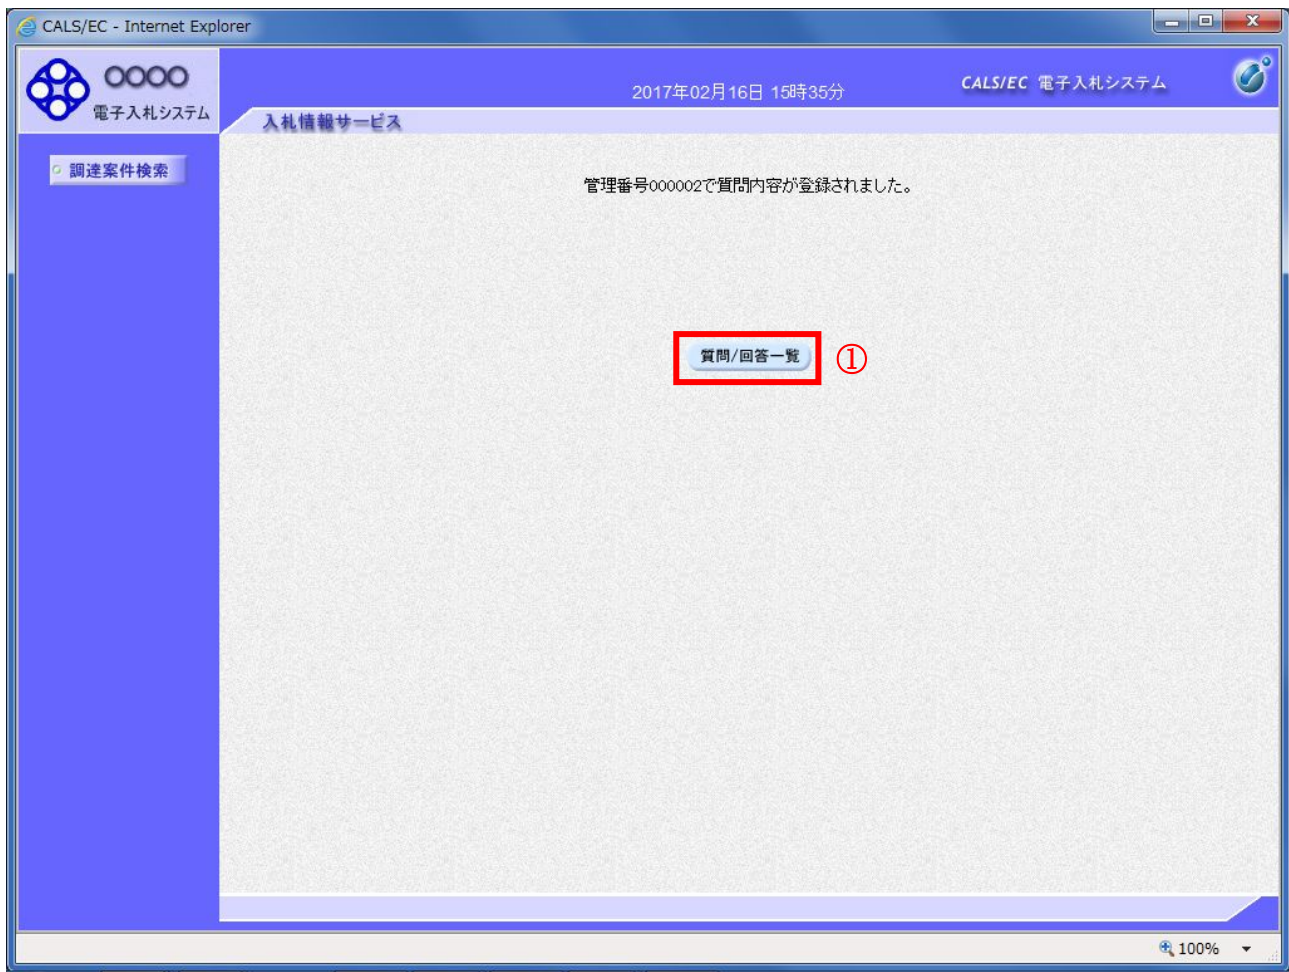 CALS/EC - Internet Explorer
○○○○
電子入札システム
2017年02月16日 15時35分
CALS/EC 電子入札システム
入札情報サービス
調達案件検索
管理番号000002で質問内容が登録されました。
質問/回答一覧
①
100%